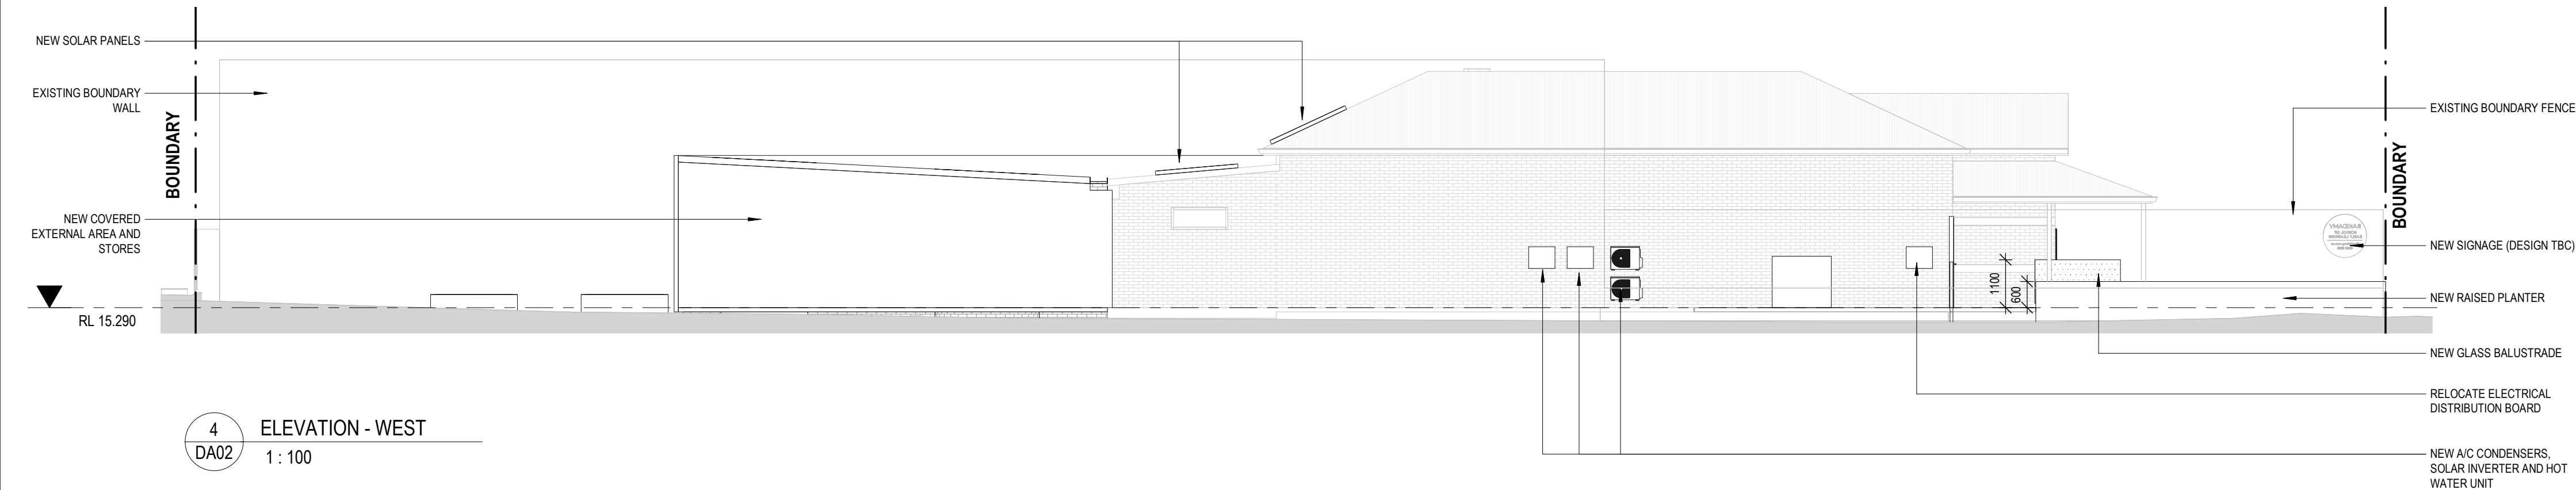 NEW SOLAR PANELS
EXISTING BOUNDARY
WALL
BOUNDARY
NEW COVERED
EXTERNAL AREA AND
STORES
RL 15.290
1100
600
BOUNDARY
EXISTING BOUNDARY FENCE
NEW SIGNAGE (DESIGN TBC)
NEW RAISED PLANTER
NEW GLASS BALUSTRADE
RELOCATE ELECTRICAL
DISTRIBUTION BOARD
NEW A/C CONDENSERS,
SOLAR INVERTER AND HOT
WATER UNIT
4
DA02
ELEVATION - WEST
1 : 100